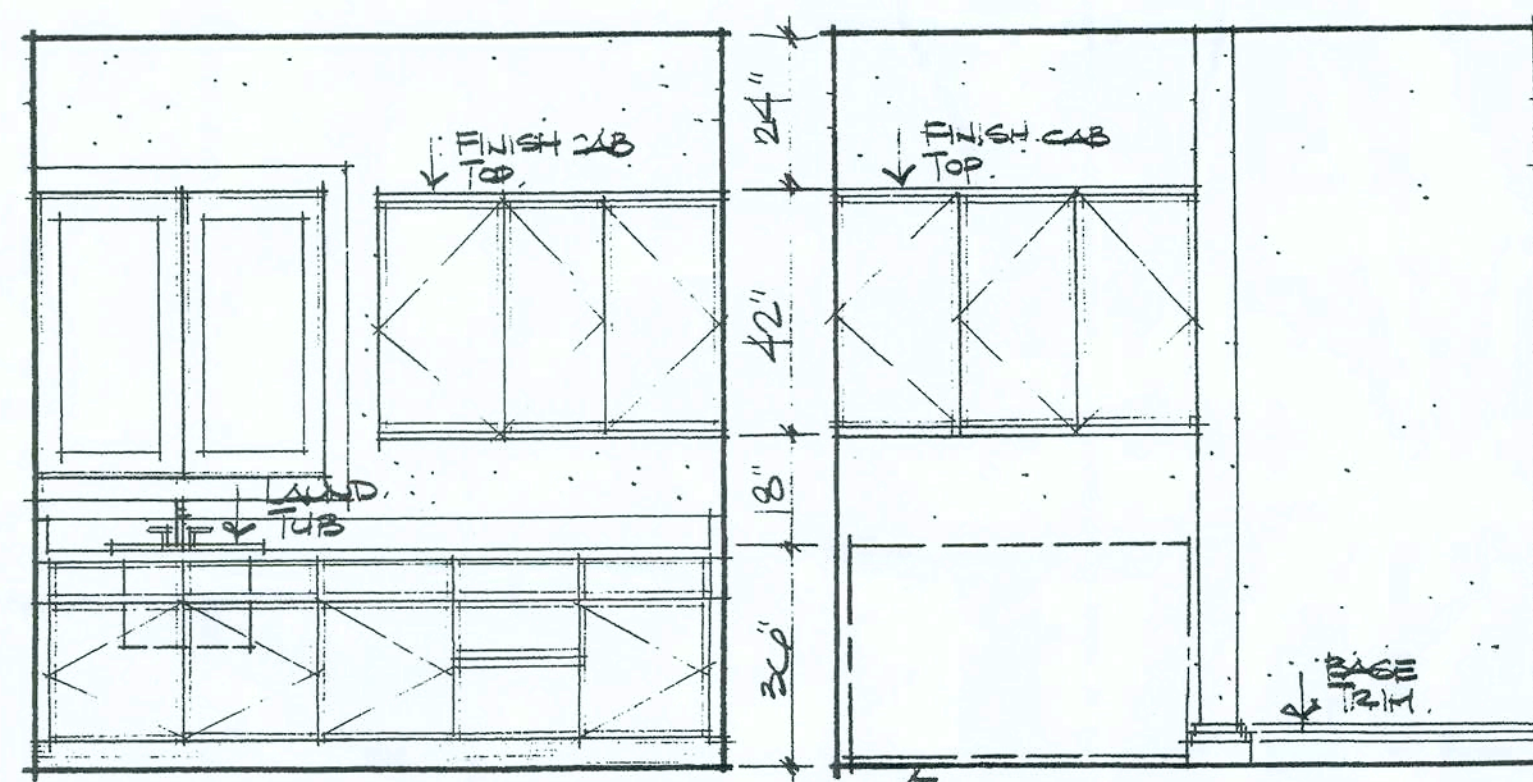 FINISH CAB
TOP.
24"
FINISH CAB
TOP.
42"
LAUND.
TUB
18"
36"
BASE
TRIM.